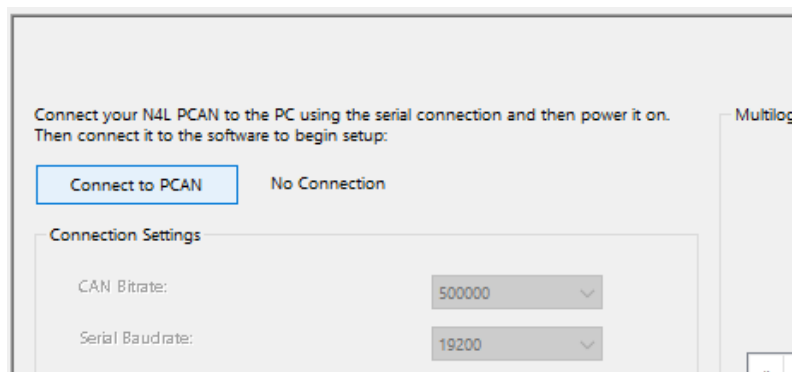 Connect your N4L PCAN to the PC using the serial connection and then power it on.
Then connect it to the software to begin setup:
Multilog
Connect to PCAN
No Connection
Connection Settings
CAN Bitrate:
500000
Serial Baudrate:
19200